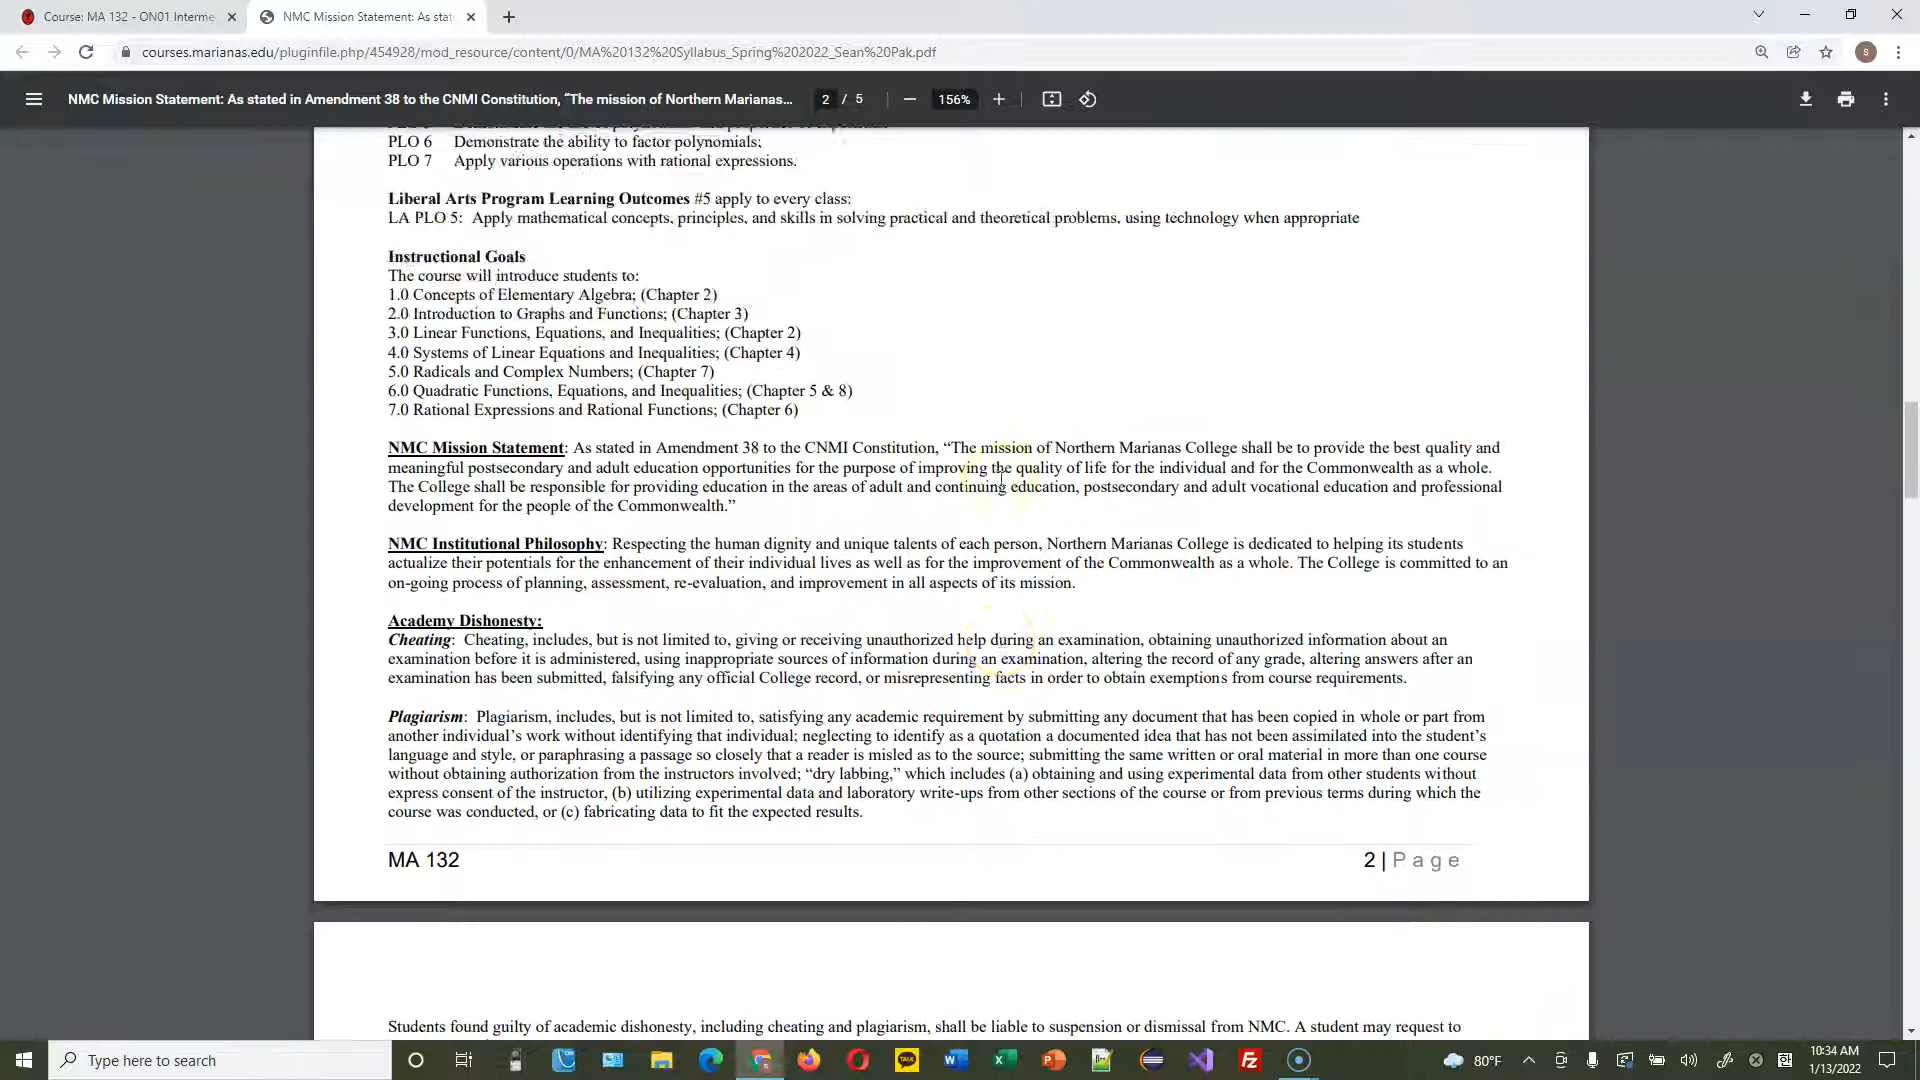 Course: MA 132 - ON01 Interme
NMC Mission Statement: As stat
courses.marianas.edu/pluginfile.php/454928/mod_resource/content/0/MA%20132%20Syllabus_Spring%202022_Sean%20Pak.pdf
S
NMC Mission Statement: As stated in Amendment 38 to the CNMI Constitution, “The mission of Northern Marianas...
2 / 5
156%
PLO 6 Demonstrate the ability to factor polynomials;
PLO 7 Apply various operations with rational expressions.
Liberal Arts Program Learning Outcomes #5 apply to every class:
LA PLO 5: Apply mathematical concepts, principles, and skills in solving practical and theoretical problems, using technology when appropriate
Instructional Goals
The course will introduce students to:
1.0 Concepts of Elementary Algebra; (Chapter 2)
2.0 Introduction to Graphs and Functions; (Chapter 3)
3.0 Linear Functions, Equations, and Inequalities; (Chapter 2)
4.0 Systems of Linear Equations and Inequalities; (Chapter 4)
5.0 Radicals and Complex Numbers; (Chapter 7)
6.0 Quadratic Functions, Equations, and Inequalities; (Chapter 5 & 8)
7.0 Rational Expressions and Rational Functions; (Chapter 6)
NMC Mission Statement: As stated in Amendment 38 to the CNMI Constitution, “The mission of Northern Marianas College shall be to provide the best quality and
meaningful postsecondary and adult education opportunities for the purpose of improving the quality of life for the individual and for the Commonwealth as a whole.
The College shall be responsible for providing education in the areas of adult and continuing education, postsecondary and adult vocational education and professional
development for the people of the Commonwealth.”
NMC Institutional Philosophy: Respecting the human dignity and unique talents of each person, Northern Marianas College is dedicated to helping its students
actualize their potentials for the enhancement of their individual lives as well as for the improvement of the Commonwealth as a whole. The College is committed to an
on-going process of planning, assessment, re-evaluation, and improvement in all aspects of its mission.
Academy Dishonesty:
Cheating: Cheating, includes, but is not limited to, giving or receiving unauthorized help during an examination, obtaining unauthorized information about an
examination before it is administered, using inappropriate sources of information during an examination, altering the record of any grade, altering answers after an
examination has been submitted, falsifying any official College record, or misrepresenting facts in order to obtain exemptions from course requirements.
Plagiarism: Plagiarism, includes, but is not limited to, satisfying any academic requirement by submitting any document that has been copied in whole or part from
another individual’s work without identifying that individual; neglecting to identify as a quotation a documented idea that has not been assimilated into the student’s
language and style, or paraphrasing a passage so closely that a reader is misled as to the source; submitting the same written or oral material in more than one course
without obtaining authorization from the instructors involved; “dry labbing,” which includes (a) obtaining and using experimental data from other students without
express consent of the instructor, (b) utilizing experimental data and laboratory write-ups from other sections of the course or from previous terms during which the
course was conducted, or (c) fabricating data to fit the expected results.
MA 132
2 | Page
Students found guilty of academic dishonesty, including cheating and plagiarism, shall be liable to suspension or dismissal from NMC. A student may request to
Type here to search
TALK
80°F
10:34 AM
1/13/2022